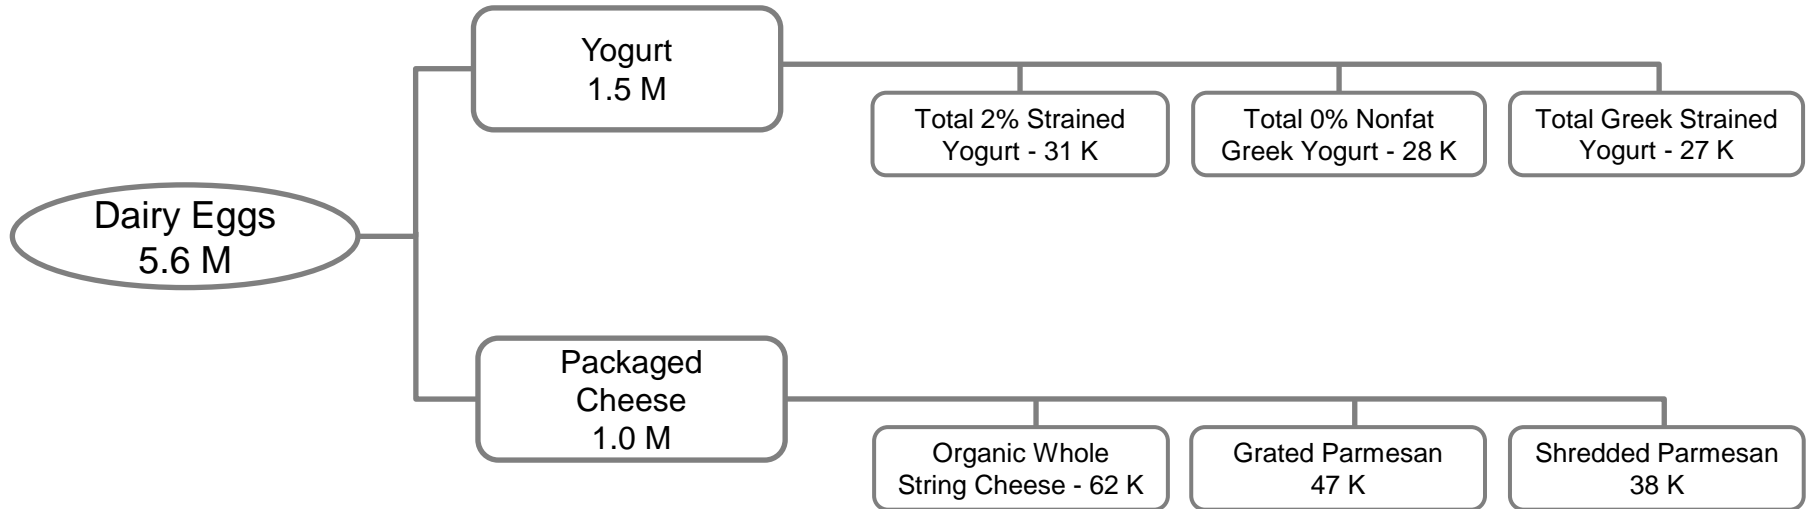 Yogurt
1.5 M
Total 2% Strained
Yogurt - 31 K
Total 0% Nonfat
Greek Yogurt - 28 K
Total Greek Strained
Yogurt - 27 K
Dairy Eggs
5.6 M
Packaged
Cheese
1.0 M
Organic Whole
String Cheese - 62 K
Grated Parmesan
47 K
Shredded Parmesan
38 K